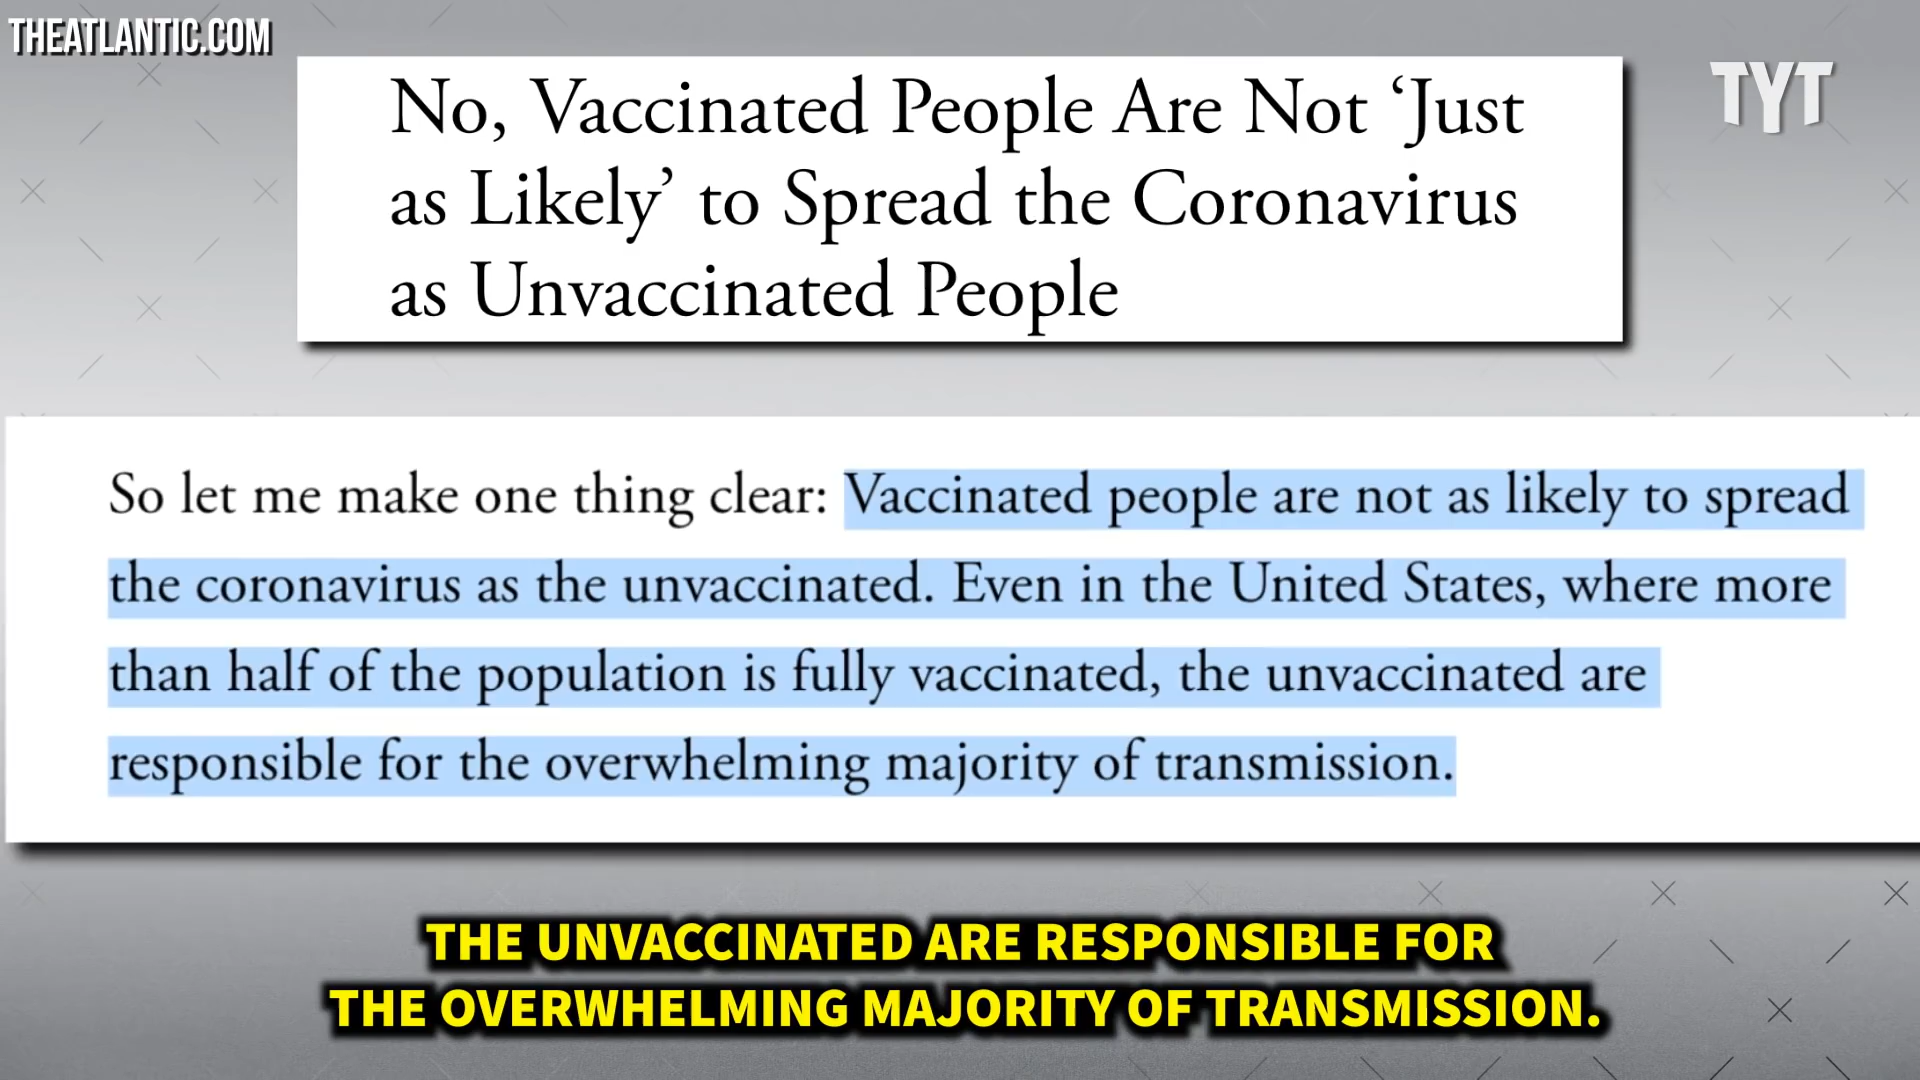 THEATLANTIC.COM
TYT
No, Vaccinated People Are Not ‘Just
as Likely’ to Spread the Coronavirus
as Unvaccinated People
So let me make one thing clear: Vaccinated people are not as likely to spread
the coronavirus as the unvaccinated. Even in the United States, where more
than half of the population is fully vaccinated, the unvaccinated are
responsible for the overwhelming majority of transmission.
THE UNVACCINATED ARE RESPONSIBLE FOR
THE OVERWHELMING MAJORITY OF TRANSMISSION.